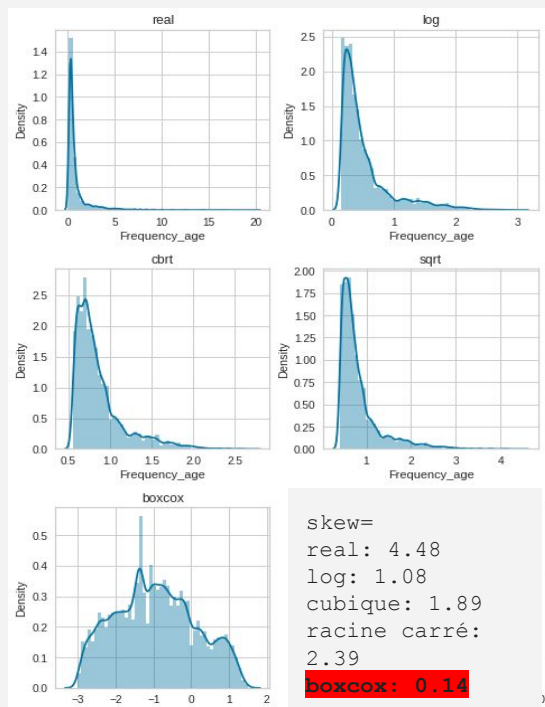 real
Density
1.4
1.2
1.0
0.8
0.6
0.4
0.2
0.0
0 5 10 15 20
Frequency_age
log
Density
2.5
2.0
1.5
1.0
0.5
0.0
0 1 2 3
Frequency_age
cbrt
Density
2.5
2.0
1.5
1.0
0.5
0.0
0.5 1.0 1.5 2.0 2.5
Frequency_age
sqrt
Density
2.00
1.75
1.50
1.25
1.00
0.75
0.50
0.25
0.00
1 2 3 4
Frequency_age
boxcox
Density
0.5
0.4
0.3
0.2
0.1
0.0
−3 −2 −1 0 1 2
skew=
real: 4.48
log: 1.08
cubique: 1.89
racine carré:
2.39
boxcox: 0.14